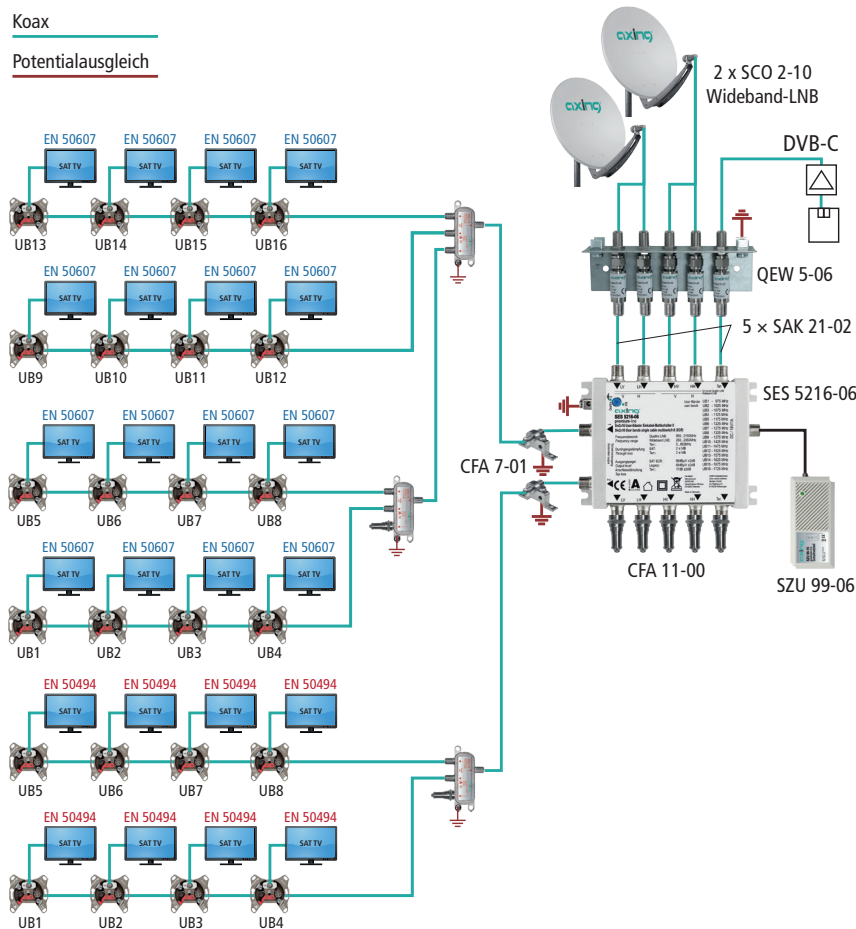 Koax
Potentialausgleich
axing
axing
2 x SCO 2-10
Wideband-LNB
DVB-C
EN 50607 EN 50607 EN 50607 EN 50607
SAT TV SAT TV SAT TV SAT TV
UB13 UB14 UB15 UB16
QEW 5-06
EN 50607 EN 50607 EN 50607 EN 50607
SAT TV SAT TV SAT TV SAT TV
UB9 UB10 UB11 UB12
5 × SAK 21-02
SES 5216-06
axing
SES 5216-06
EN 50607 EN 50607 EN 50607 EN 50607
SAT TV SAT TV SAT TV SAT TV
UB5 UB6 UB7 UB8
CFA 7-01
CFA 11-00
SZU 99-06
EN 50607 EN 50607 EN 50607 EN 50607
SAT TV SAT TV SAT TV SAT TV
UB1 UB2 UB3 UB4
EN 50494 EN 50494 EN 50494 EN 50494
SAT TV SAT TV SAT TV SAT TV
UB5 UB6 UB7 UB8
EN 50494 EN 50494 EN 50494 EN 50494
SAT TV SAT TV SAT TV SAT TV
UB1 UB2 UB3 UB4